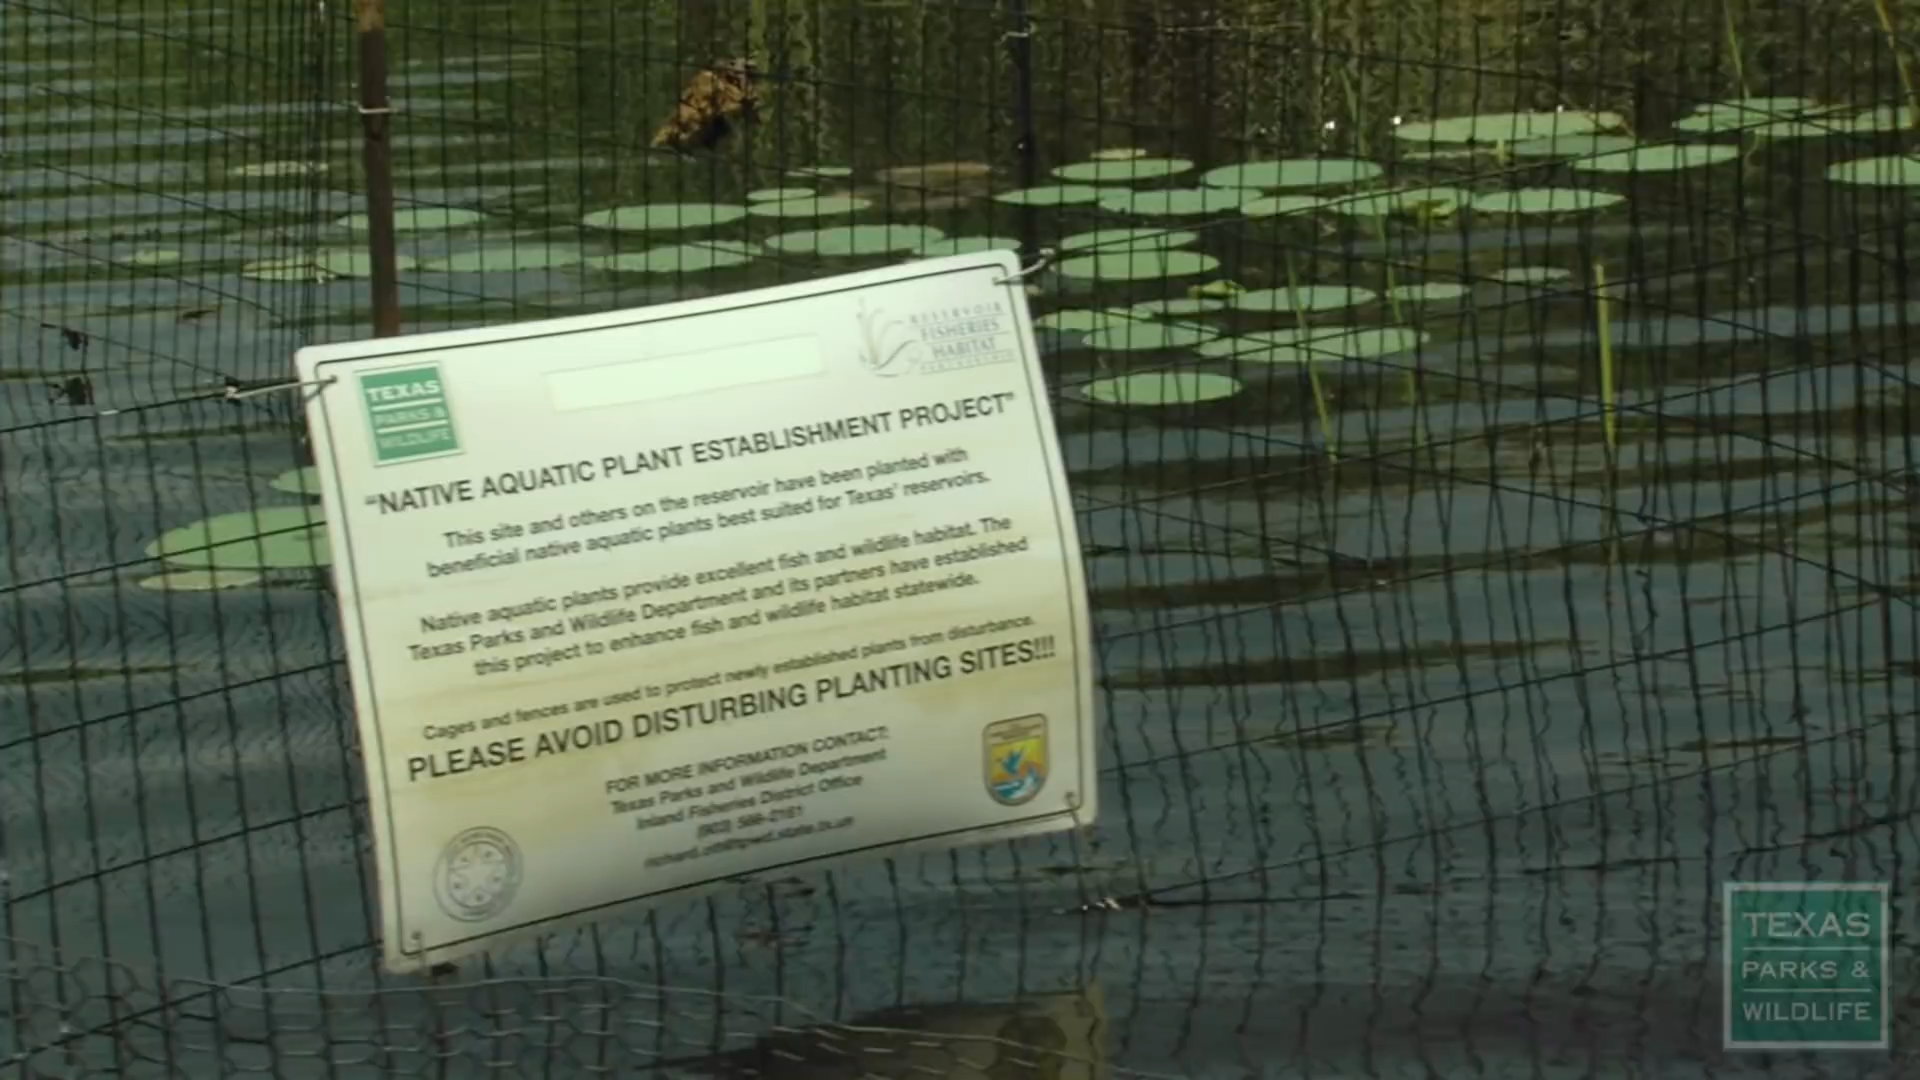 TEXAS
PARKS &
WILDLIFE
RESERVOIR
FISHERIES
HABITAT
PARTNERSHIP
"NATIVE AQUATIC PLANT ESTABLISHMENT PROJECT"
This site and others on the reservoir have been planted with
beneficial native aquatic plants best suited for Texas' reservoirs.
Native aquatic plants provide excellent fish and wildlife habitat. The
Texas Parks and Wildlife Department and its partners have established
this project to enhance fish and wildlife habitat statewide.
Cages and fences are used to protect newly established plants from disturbance.
PLEASE AVOID DISTURBING PLANTING SITES!!!
FOR MORE INFORMATION CONTACT:
Texas Parks and Wildlife Department
Inland Fisheries District Office
(903)
TEXAS
PARKS &
WILDLIFE